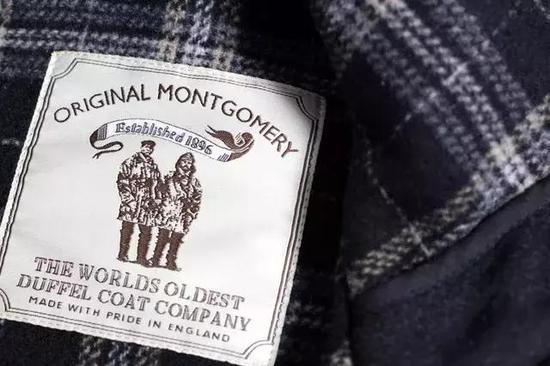 ORIGINAL MONTGOMERY
Established 1896
THE WORLDS OLDEST
DUFFEL COAT COMPANY
MADE WITH PRIDE IN ENGLAND